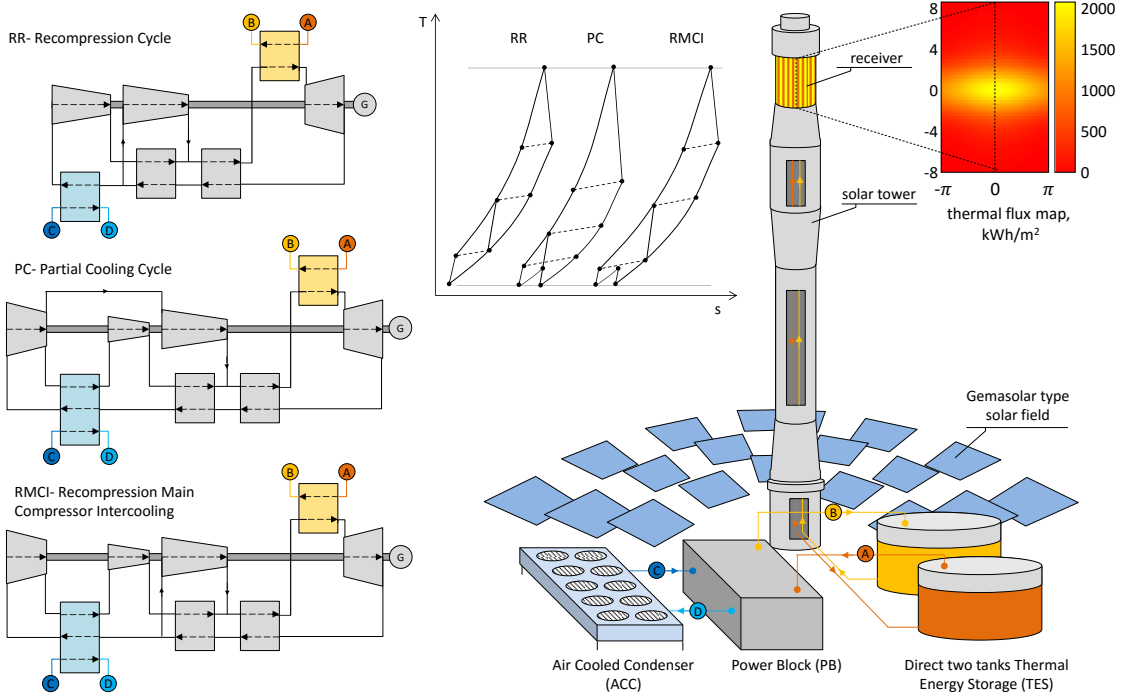 RR- Recompression Cycle
B
A
G
C
D
PC- Partial Cooling Cycle
B
A
G
C
D
RMCI- Recompression Main
Compressor Intercooling
B
A
G
C
D
T
RR
PC
RMCI
s
receiver
solar tower
8
4
0
-4
-8
-π
0
π
2000
1500
1000
500
0
thermal flux map,
kWh/m²
Gemasolar type
solar field
B
A
C
D
Air Cooled Condenser
(ACC)
Power Block (PB)
Direct two tanks Thermal
Energy Storage (TES)